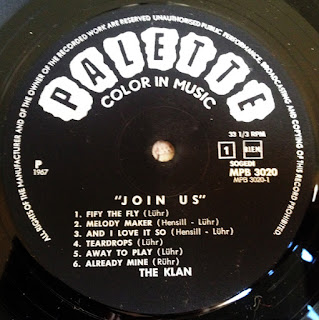 ALL RIGHTS OF THE MANUFACTURER AND OF THE OWNER OF THE RECORDED WORK ARE RESERVED UNAUTHORISED PUBLIC PERFORMANCE, BROADCASTING AND COPYING OF THIS RECORD PROHIBITED.
PALETTE
COLOR IN MUSIC
33 1/3 RPM
1 BIEM
SOGEDI
P MPB 3020
1967 MPB 3020-1
"JOIN US"
1. FIFY THE FLY (Lühr)
2. MELODY MAKER (Hensill - Lühr)
3. AND I LOVE IT SO (Hensill - Lühr)
4. TEARDROPS (Lühr)
5. AWAY TO PLAY (Lühr)
6. ALREADY MINE (Rühr)
THE KLAN